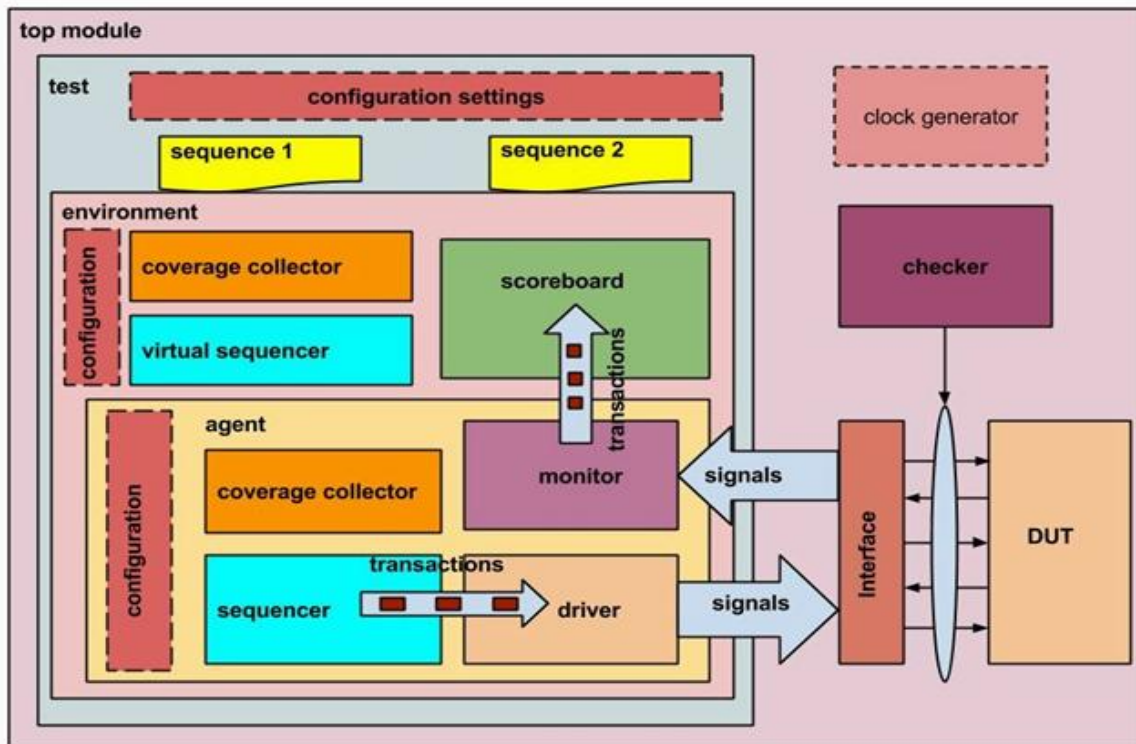 top module
test
configuration settings
clock generator
sequence 1
sequence 2
environment
configuration
coverage collector
scoreboard
checker
virtual sequencer
transactions
agent
configuration
coverage collector
monitor
signals
Interface
DUT
transactions
sequencer
driver
signals